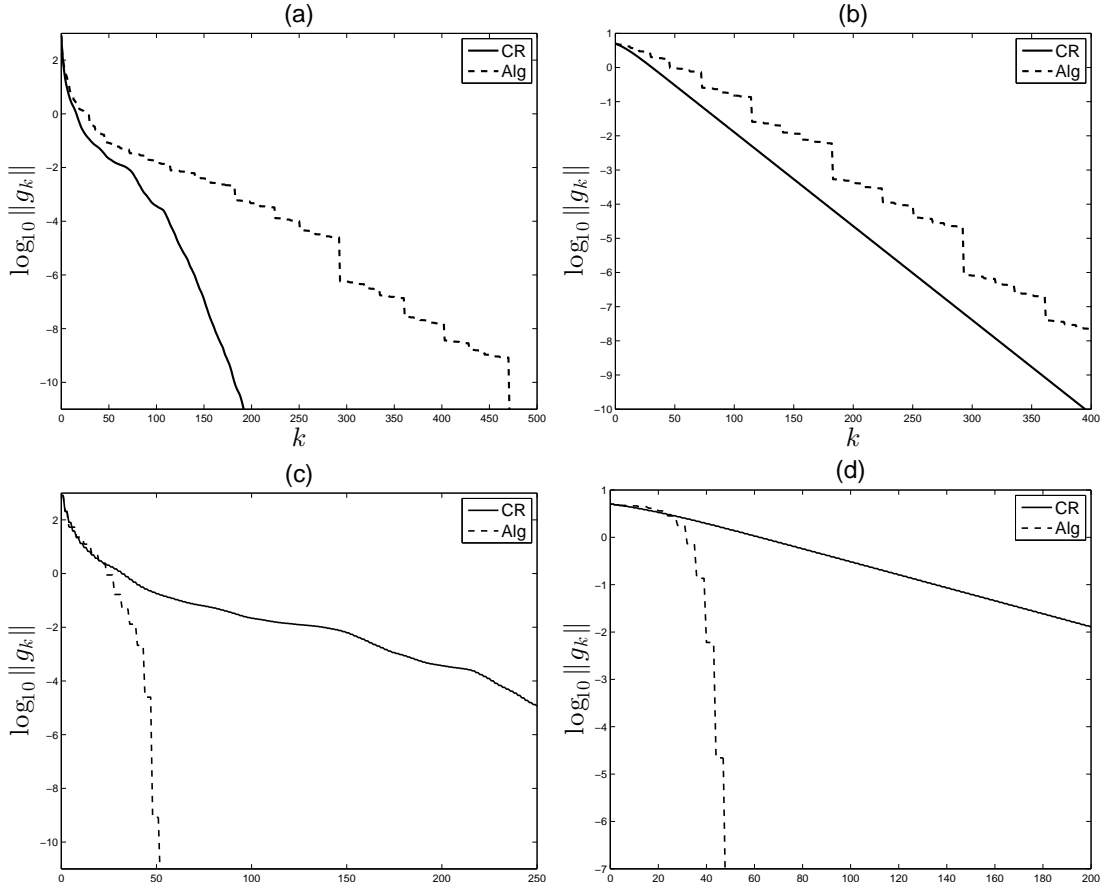 (a)
CR
Alg
2
0
−2
−4
−6
−8
−10
0 50 100 150 200 250 300 350 400 450 500
log₁₀ ||gₖ||
k
(b)
CR
Alg
1
0
−1
−2
−3
−4
−5
−6
−7
−8
−9
−10
0 50 100 150 200 250 300 350 400
log₁₀ ||gₖ||
k
(c)
CR
Alg
2
0
−2
−4
−6
−8
−10
0 50 100 150 200 250
log₁₀ ||gₖ||
(d)
CR
Alg
1
0
−1
−2
−3
−4
−5
−6
−7
0 20 40 60 80 100 120 140 160 180 200
log₁₀ ||gₖ||